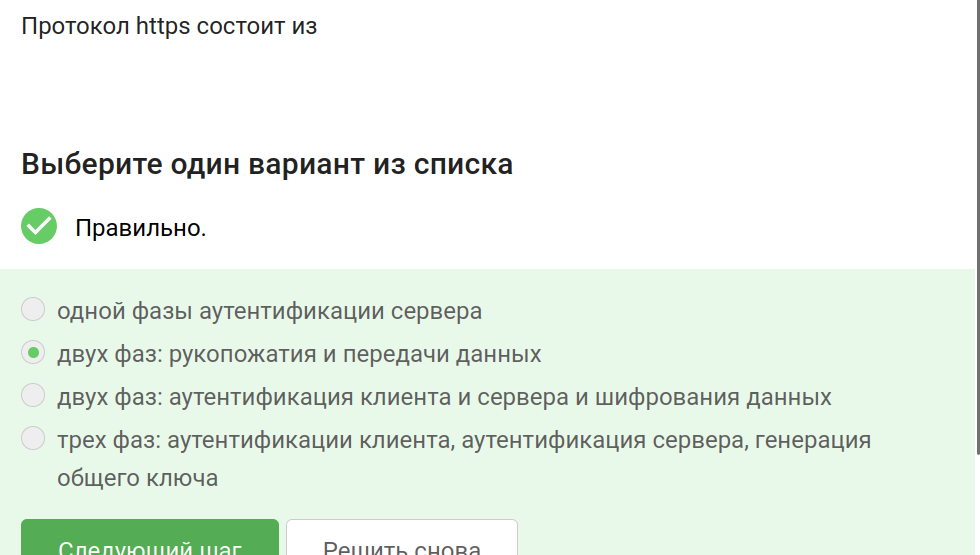 Протокол https состоит из
Выберите один вариант из списка
Правильно.
одной фазы аутентификации сервера
двух фаз: рукопожатия и передачи данных
двух фаз: аутентификация клиента и сервера и шифрования данных
трех фаз: аутентификации клиента, аутентификация сервера, генерация
общего ключа
Следующий шаг
Решить снова